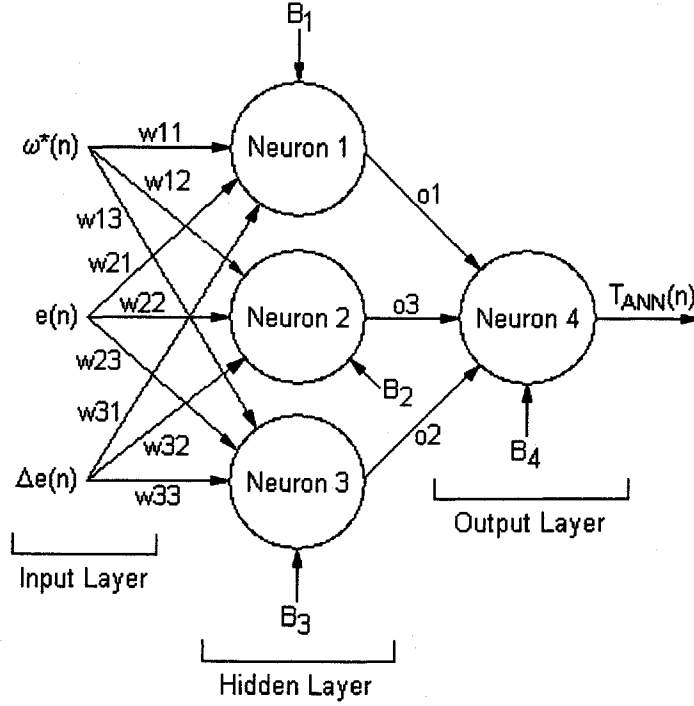 B1
ω*(n)
w11
Neuron 1
w12
w13
o1
w21
e(n)
w22
Neuron 2
o3
Neuron 4
TANN(n)
w23
B2
w31
w32
o2
B4
Δe(n)
w33
Neuron 3
Output Layer
Input Layer
B3
Hidden Layer